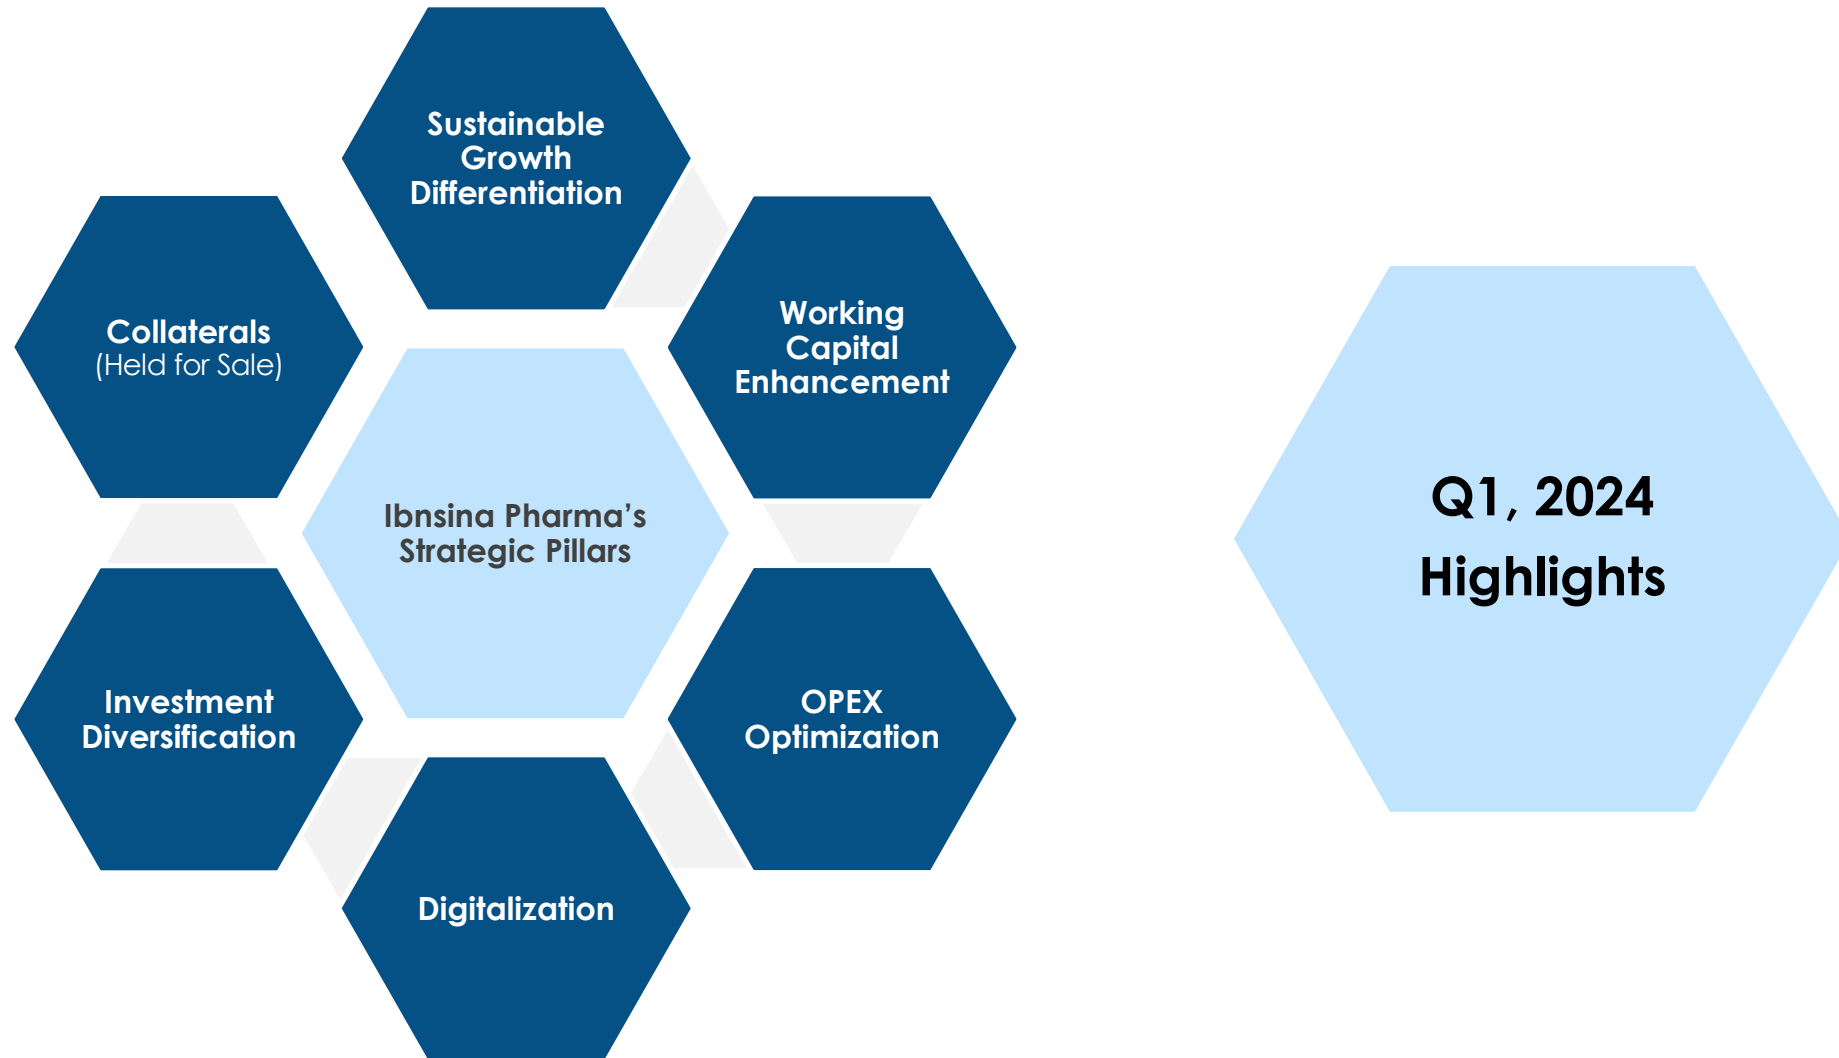 Sustainable
Growth
Differentiation
Working
Capital
Enhancement
OPEX
Optimization
Digitalization
Investment
Diversification
Collaterals
(Held for Sale)
Ibnsina Pharma’s
Strategic Pillars
Q1, 2024
Highlights